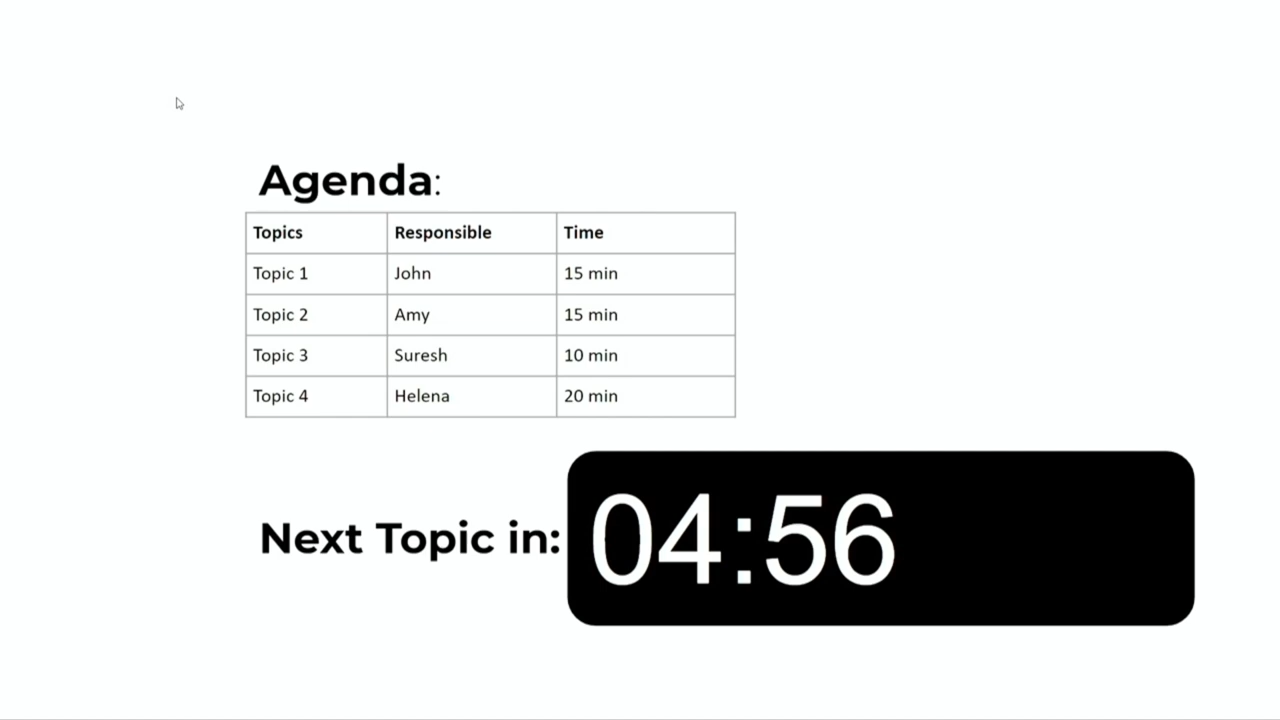 Agenda:
Topics Responsible Time
Topic 1 John 15 min
Topic 2 Amy 15 min
Topic 3 Suresh 10 min
Topic 4 Helena 20 min
Next Topic in: 04:56